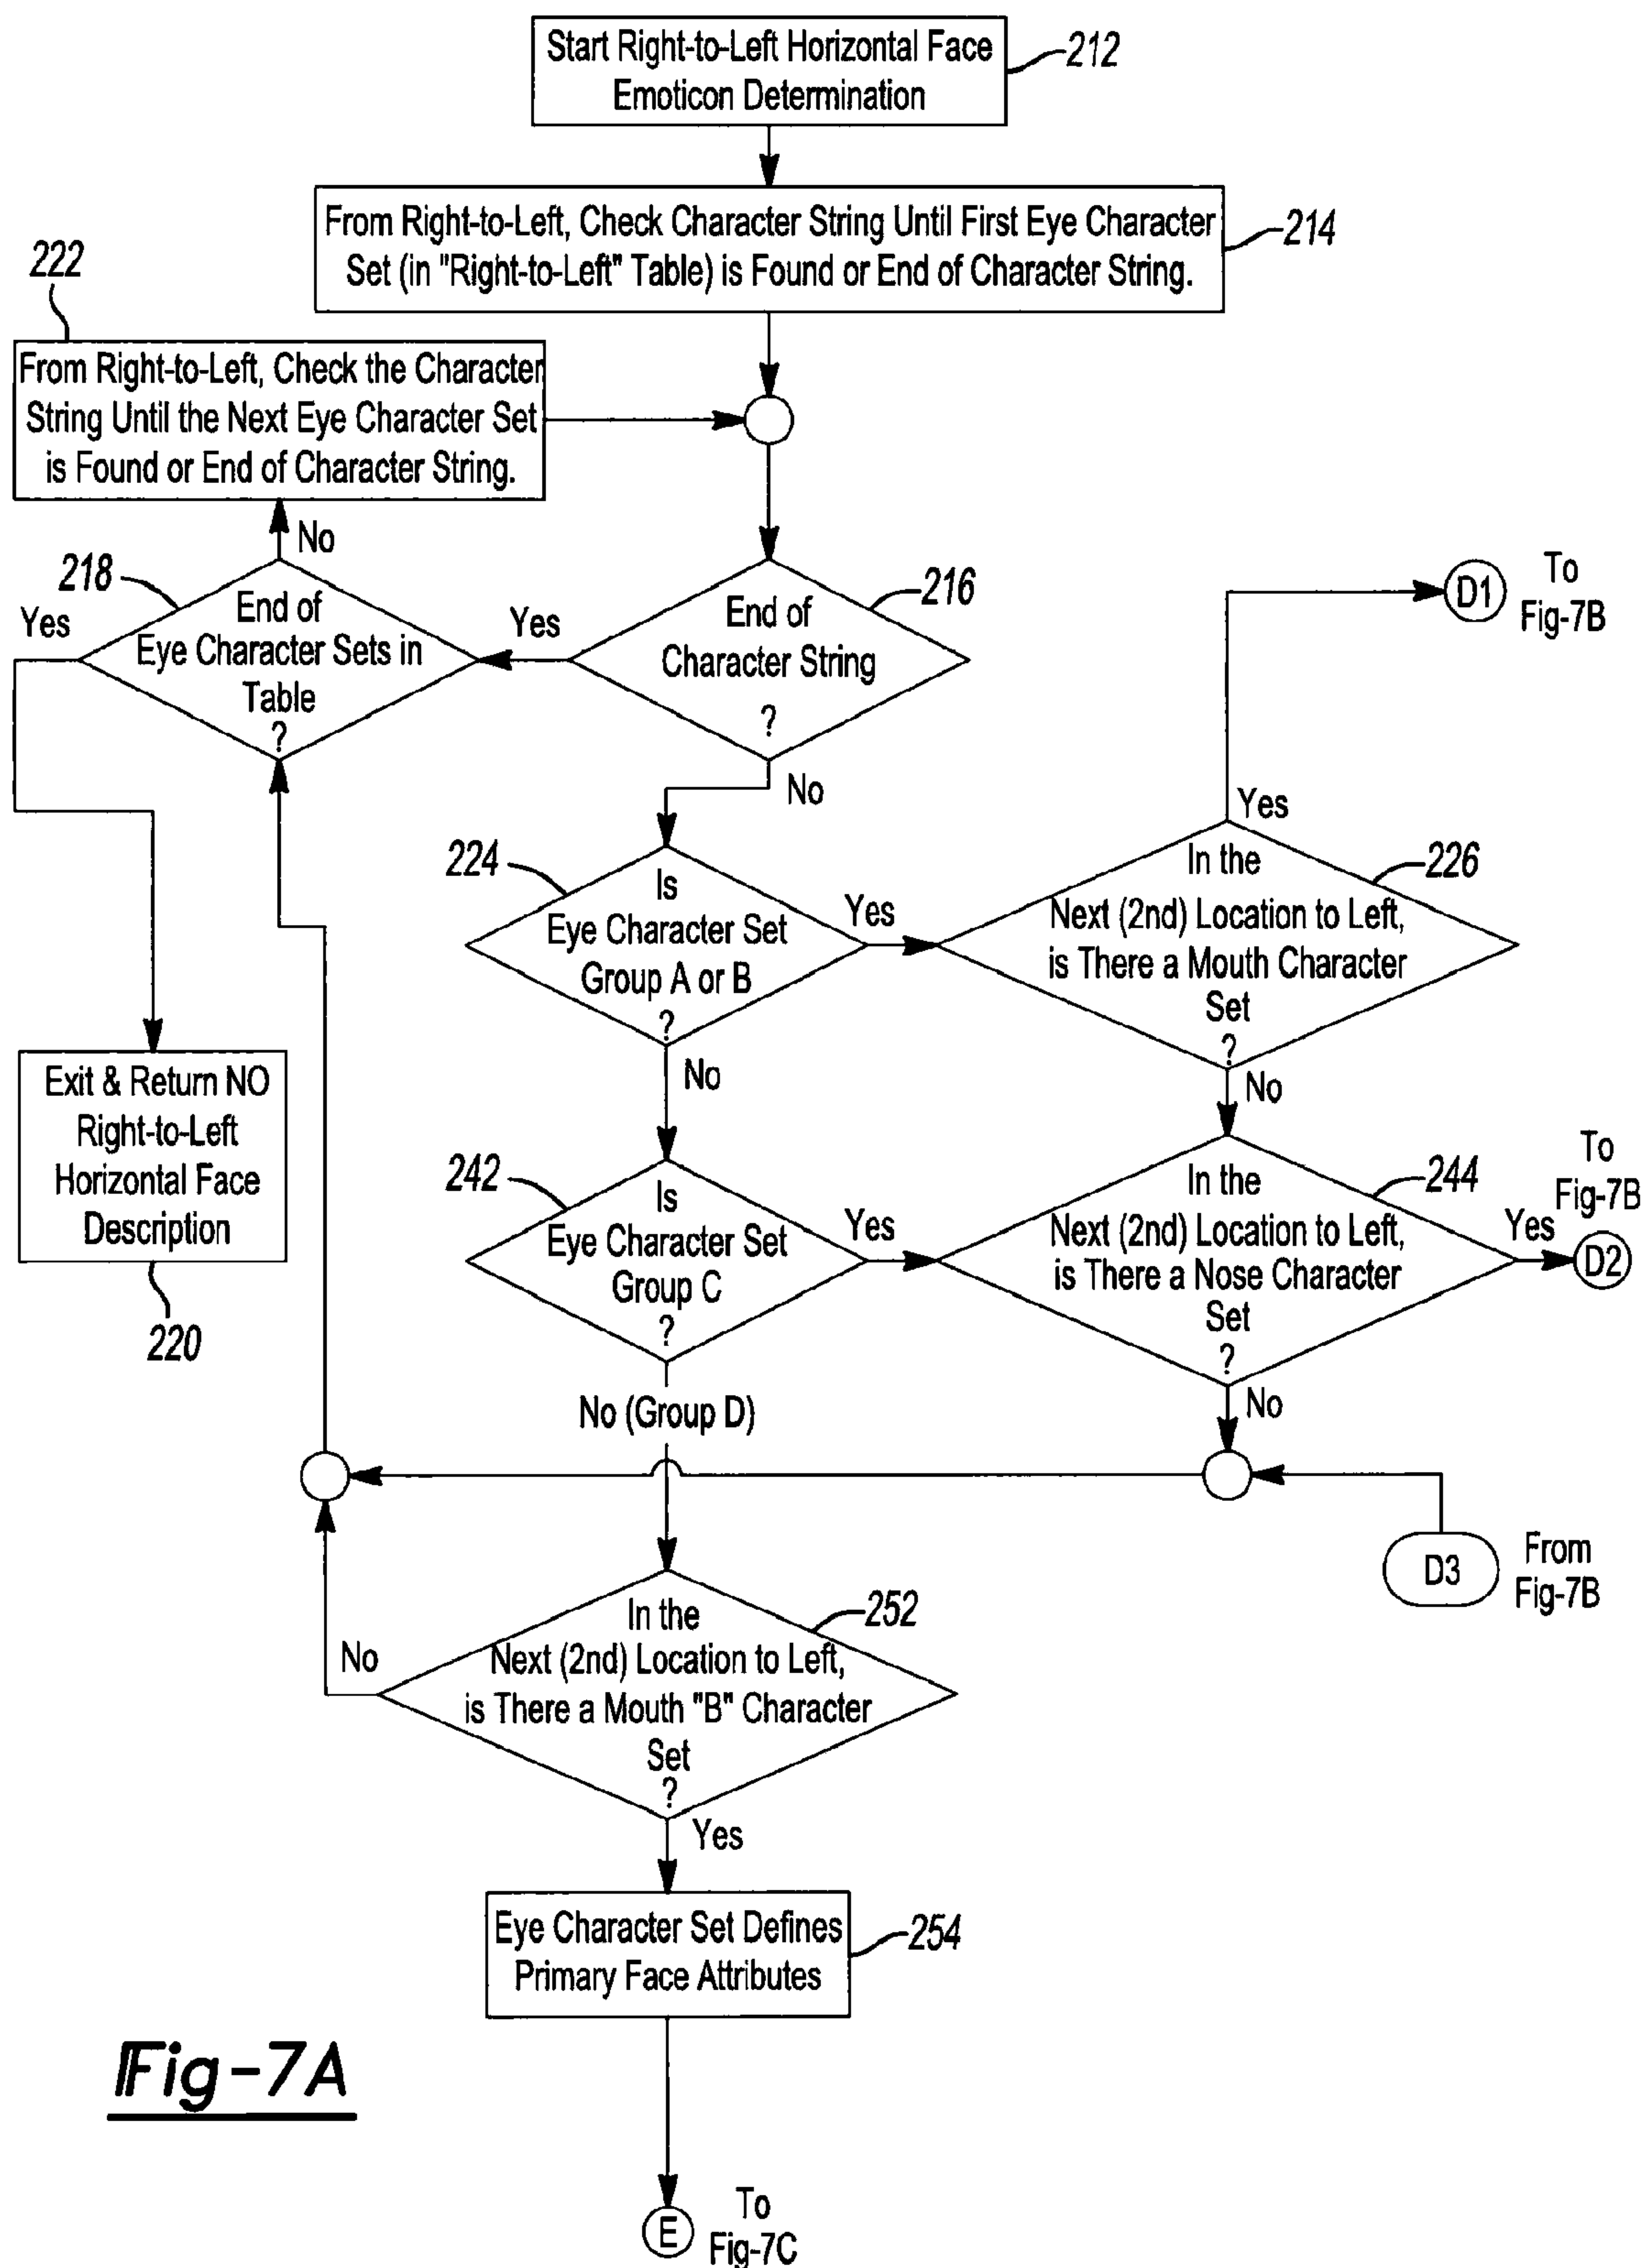 Start Right-to-Left Horizontal Face
Emoticon Determination
212
From Right-to-Left, Check Character String Until First Eye Character
Set (in "Right-to-Left" Table) is Found or End of Character String.
214
222
From Right-to-Left, Check the Character
String Until the Next Eye Character Set
is Found or End of Character String.
No
218
End of
Eye Character Sets in
Table
?
Yes
Yes
216
End of
Character String
?
No
D1
To
Fig-7B
224
Is
Eye Character Set
Group A or B
?
Yes
No
226
Yes
In the
Next (2nd) Location to Left,
is There a Mouth Character
Set
?
No
Exit & Return NO
Right-to-Left
Horizontal Face
Description
220
242
Is
Eye Character Set
Group C
?
Yes
No (Group D)
244
In the
Next (2nd) Location to Left,
is There a Nose Character
Set
?
Yes
No
To
Fig-7B
D2
D3
From
Fig-7B
252
In the
Next (2nd) Location to Left,
is There a Mouth "B" Character
Set
?
No
Yes
Eye Character Set Defines
Primary Face Attributes
254
Fig-7A
E
To
Fig-7C